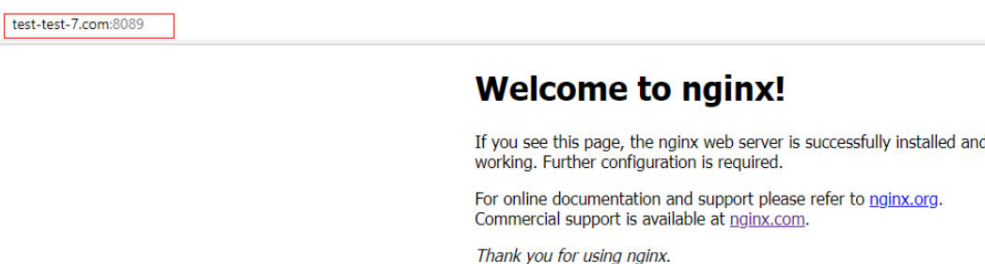 test-test-7.com:8089
Welcome to nginx!
If you see this page, the nginx web server is successfully installed and
working. Further configuration is required.
For online documentation and support please refer to nginx.org.
Commercial support is available at nginx.com.
Thank you for using nginx.